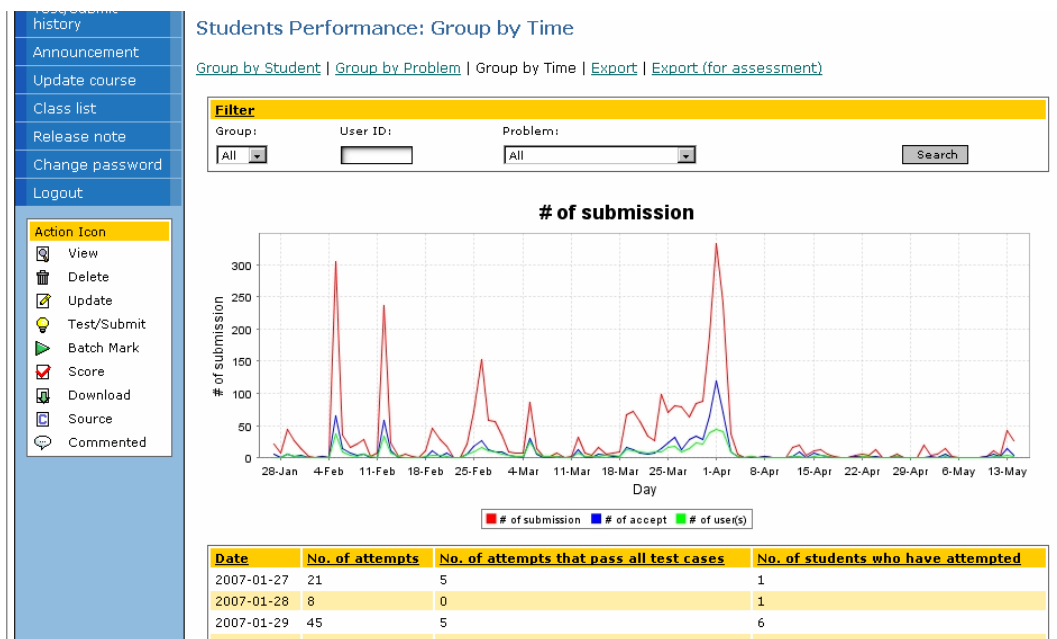 history
Announcement
Update course
Class list
Release note
Change password
Logout
Action Icon
View
Delete
Update
Test/Submit
Batch Mark
Score
Download
Source
Commented
Students Performance: Group by Time
Group by Student | Group by Problem | Group by Time | Export | Export (for assessment)
Filter
Group: User ID: Problem:
All All Search
# of submission
300
250
200
150
100
50
0
# of submission
28-Jan 4-Feb 11-Feb 18-Feb 25-Feb 4-Mar 11-Mar 18-Mar 25-Mar 1-Apr 8-Apr 15-Apr 22-Apr 29-Apr 6-May 13-May
Day
# of submission # of accept # of user(s)
Date No. of attempts No. of attempts that pass all test cases No. of students who have attempted
2007-01-27 21 5 1
2007-01-28 8 0 1
2007-01-29 45 5 6